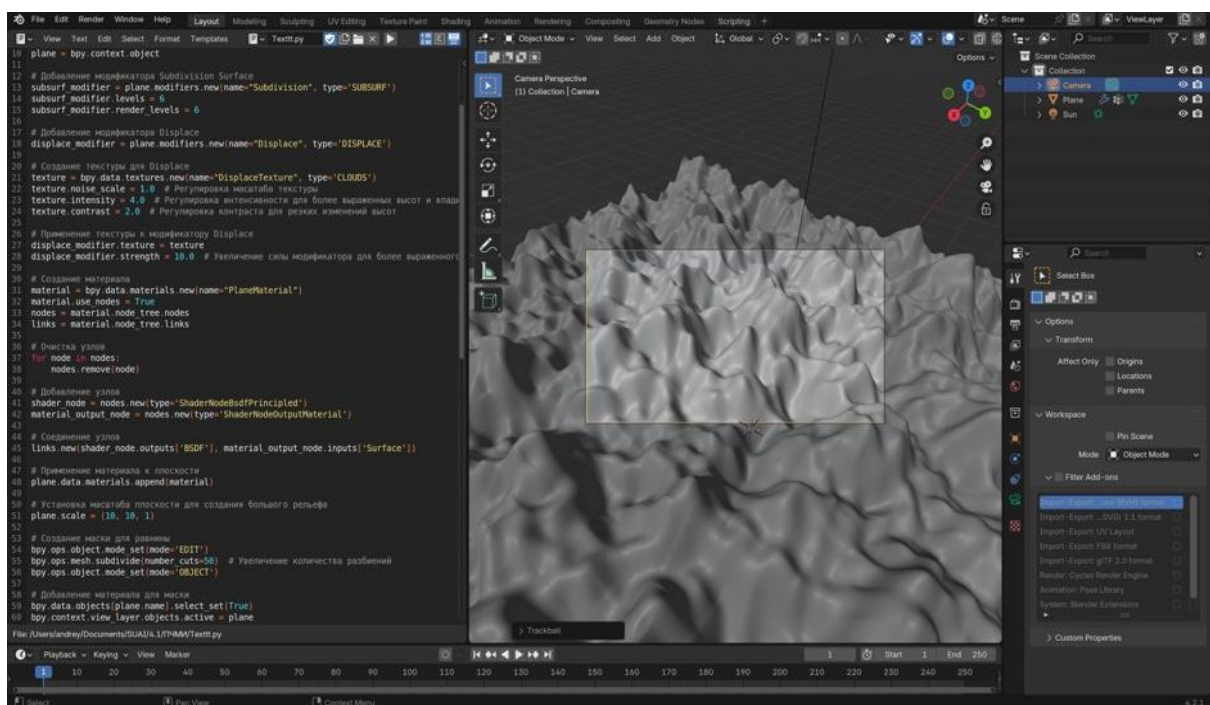 File Edit Render Window Help Layout Modeling Sculpting UV Editing Texture Paint Shading Animation Rendering Compositing Geometry Nodes Scripting + Scene ViewLayer
View Text Edit Select Format Templates Texttt.py
Object Mode View Select Add Object Global
Options
Camera Perspective
(1) Collection | Camera
10 plane = bpy.context.object
11
12 # Добавление модификатора Subdivision Surface
13 subsurf_modifier = plane.modifiers.new(name="Subdivision", type='SUBSURF')
14 subsurf_modifier.levels = 6
15 subsurf_modifier.render_levels = 6
16
17 # Добавление модификатора Displace
18 displace_modifier = plane.modifiers.new(name="Displace", type='DISPLACE')
19
20 # Создание текстуры для Displace
21 texture = bpy.data.textures.new(name="DisplaceTexture", type='CLOUDS')
22 texture.noise_scale = 1.0 # Регулировка масштаба текстуры
23 texture.intensity = 4.0 # Регулировка интенсивности для более выраженных высот и впади
24 texture.contrast = 2.0 # Регулировка контраста для резких изменений высот
25
26 # Применение текстуры к модификатору Displace
27 displace_modifier.texture = texture
28 displace_modifier.strength = 10.0 # Увеличение силы модификатора для более выраженного
29
30 # Создание материала
31 material = bpy.data.materials.new(name="PlaneMaterial")
32 material.use_nodes = True
33 nodes = material.node_tree.nodes
34 links = material.node_tree.links
35
36 # Очистка узлов
37 for node in nodes:
38 nodes.remove(node)
39
40 # Добавление узлов
41 shader_node = nodes.new(type='ShaderNodeBsdfPrincipled')
42 material_output_node = nodes.new(type='ShaderNodeOutputMaterial')
43
44 # Соединение узлов
45 links.new(shader_node.outputs['BSDF'], material_output_node.inputs['Surface'])
46
47 # Применение материала к плоскости
48 plane.data.materials.append(material)
49
50 # Установка масштаба плоскости для создания большого рельефа
51 plane.scale = (10, 10, 1)
52
53 # Создание маски для равнины
54 bpy.ops.object.mode_set(mode='EDIT')
55 bpy.ops.mesh.subdivide(number_cuts=50) # Увеличение количества разбиений
56 bpy.ops.object.mode_set(mode='OBJECT')
57
58 # Добавление материала для маски
59 bpy.data.objects[plane.name].select_set(True)
60 bpy.context.view_layer.objects.active = plane
File: /Users/andrey/Documents/SUAI/4.1/ПЧМИ/Texttt.py
Z
X
Y
Trackball
Search
Scene Collection
Collection
Camera
Plane
Sun
Search
Select Box
Options
Transform
Affect Only Origins
Locations
Parents
Workspace
Pin Scene
Mode Object Mode
Filter Add-ons
Import-Export: UV Layout
Import-Export: FBX format
Import-Export: glTF 2.0 format
Render: Cycles Render Engine
Animation: Pose Library
System: Blender Extensions
Custom Properties
Playback Keying View Marker 1 Start 1 End 250
1 10 20 30 40 50 60 70 80 90 100 110 120 130 140 150 160 170 180 190 200 210 220 230 240 250
Select Pan View Context Menu 4.2.1